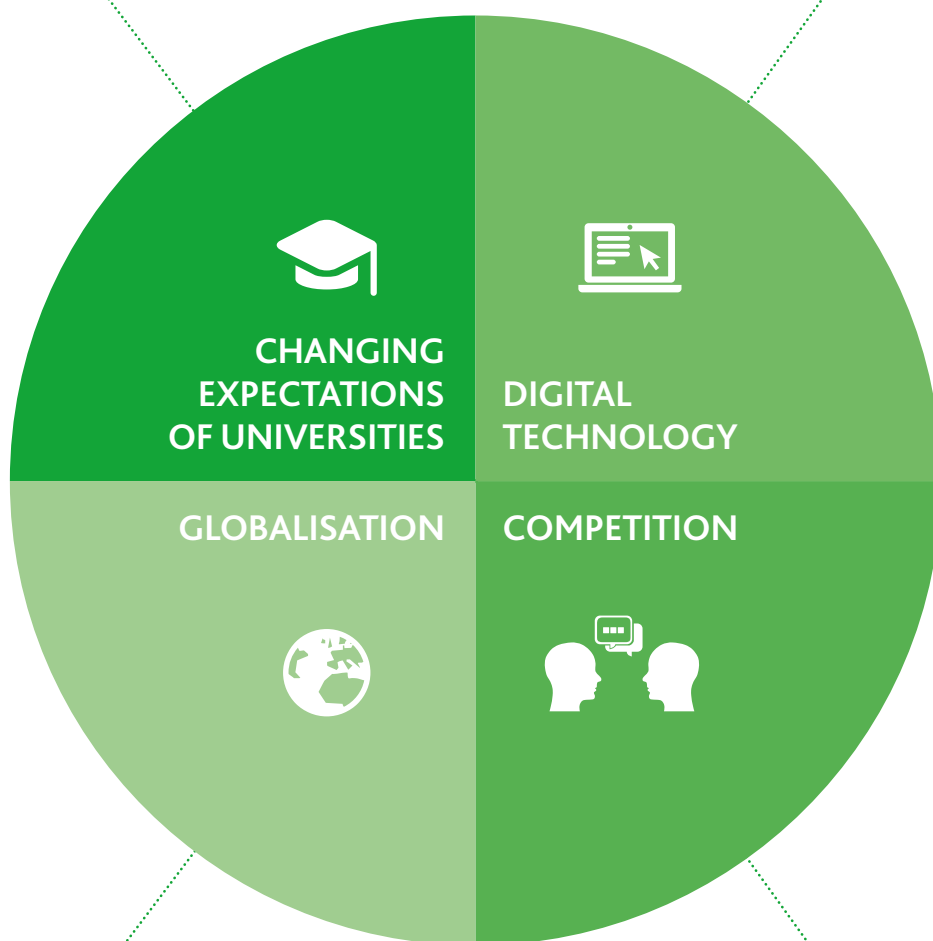 CHANGING
EXPECTATIONS
OF UNIVERSITIES
DIGITAL
TECHNOLOGY
GLOBALISATION
COMPETITION